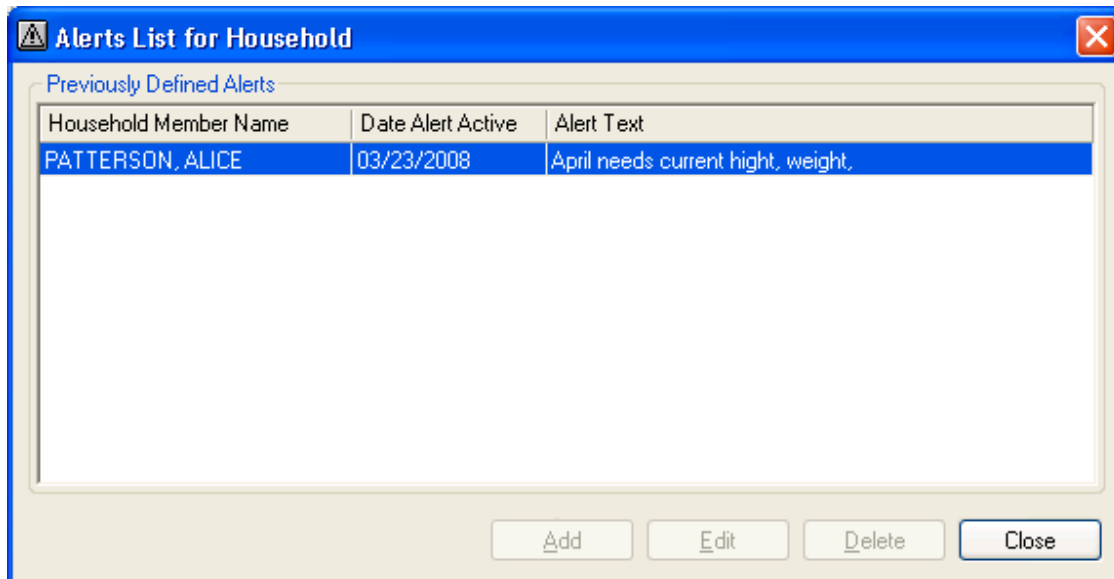 Alerts List for Household
Previously Defined Alerts
Household Member Name Date Alert Active Alert Text
PATTERSON, ALICE 03/23/2008 April needs current hight, weight,
Add Edit Delete Close